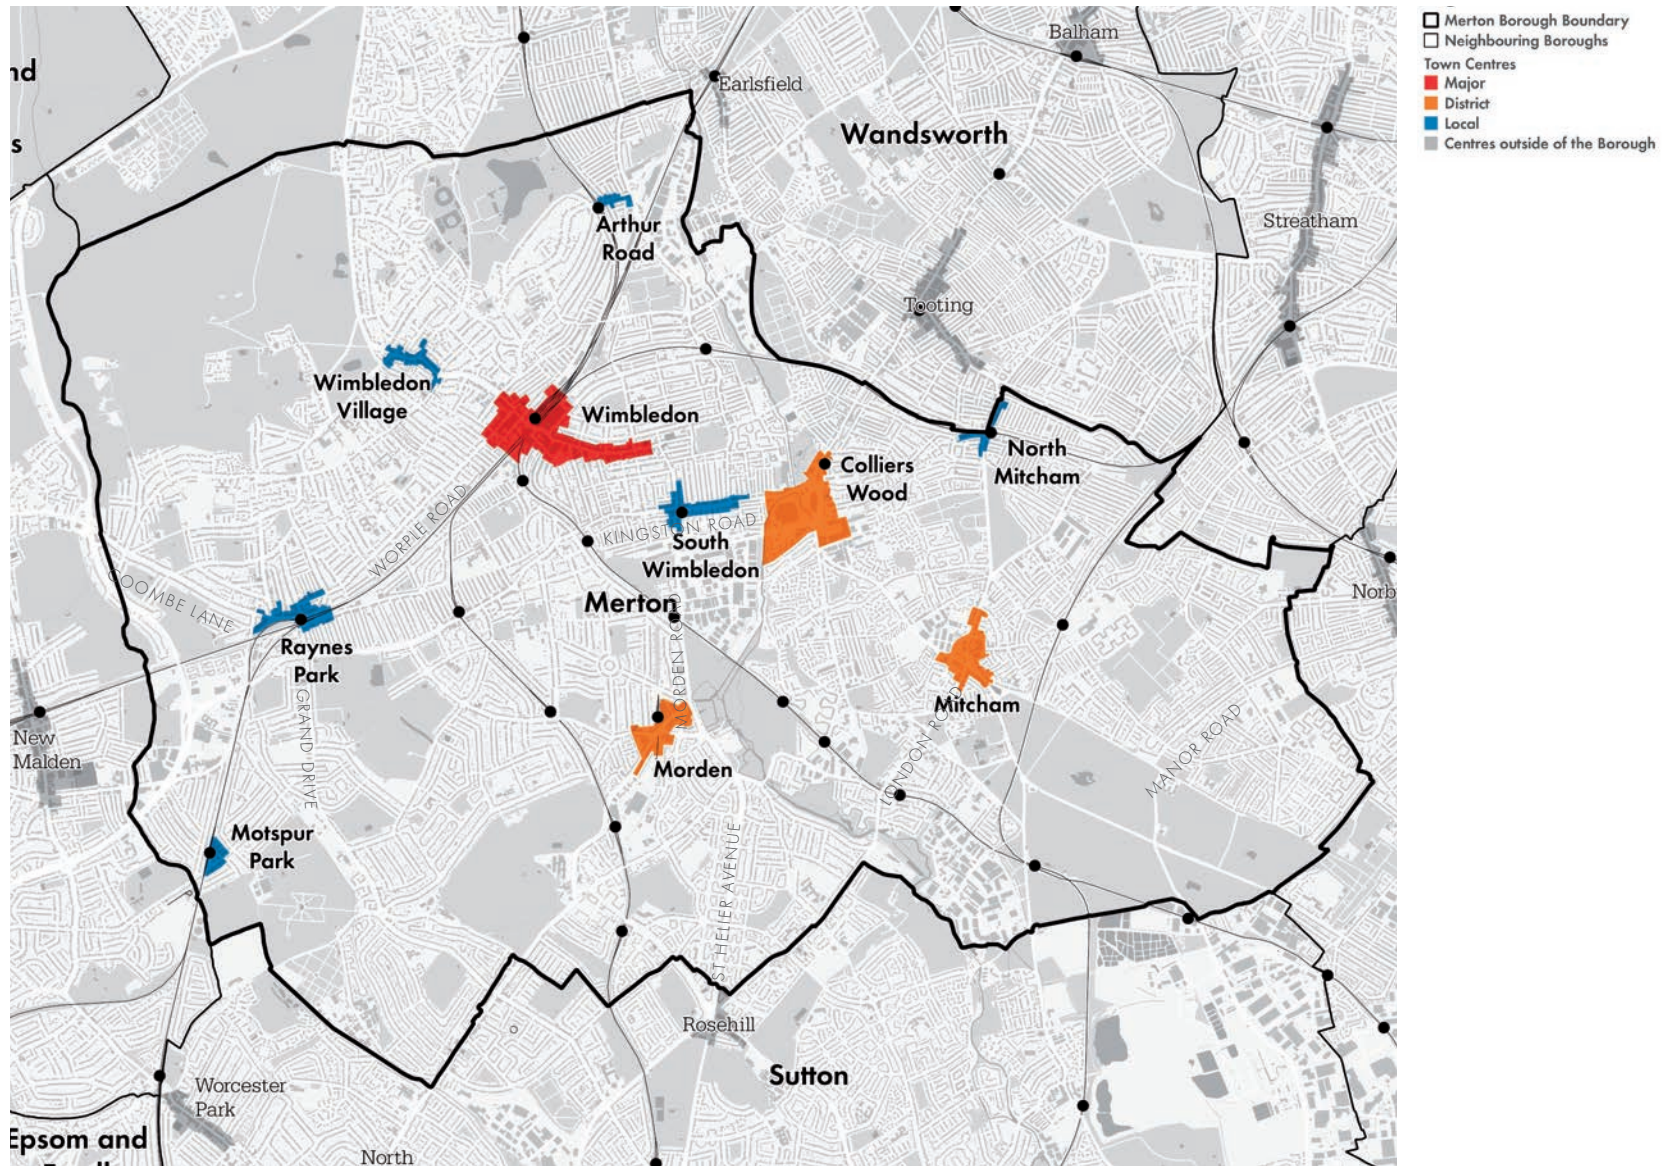 Merton Borough Boundary
Neighbouring Boroughs
Town Centres
Major
District
Local
Centres outside of the Borough
Balham
Earlsfield
Wandsworth
Streatham
Arthur
Road
Tooting
Wimbledon
Village
Wimbledon
North
Mitcham
Colliers
Wood
WORPLE ROAD
KINGSTON ROAD
South
Wimbledon
COOMBE LANE
Merton
Raynes
Park
MORDEN ROAD
Mitcham
GRAND DRIVE
New
Malden
LONDON ROAD
MANOR ROAD
Morden
Motspur
Park
ST HELIER AVENUE
Rosehill
Sutton
Worcester
Park
Epsom and
North